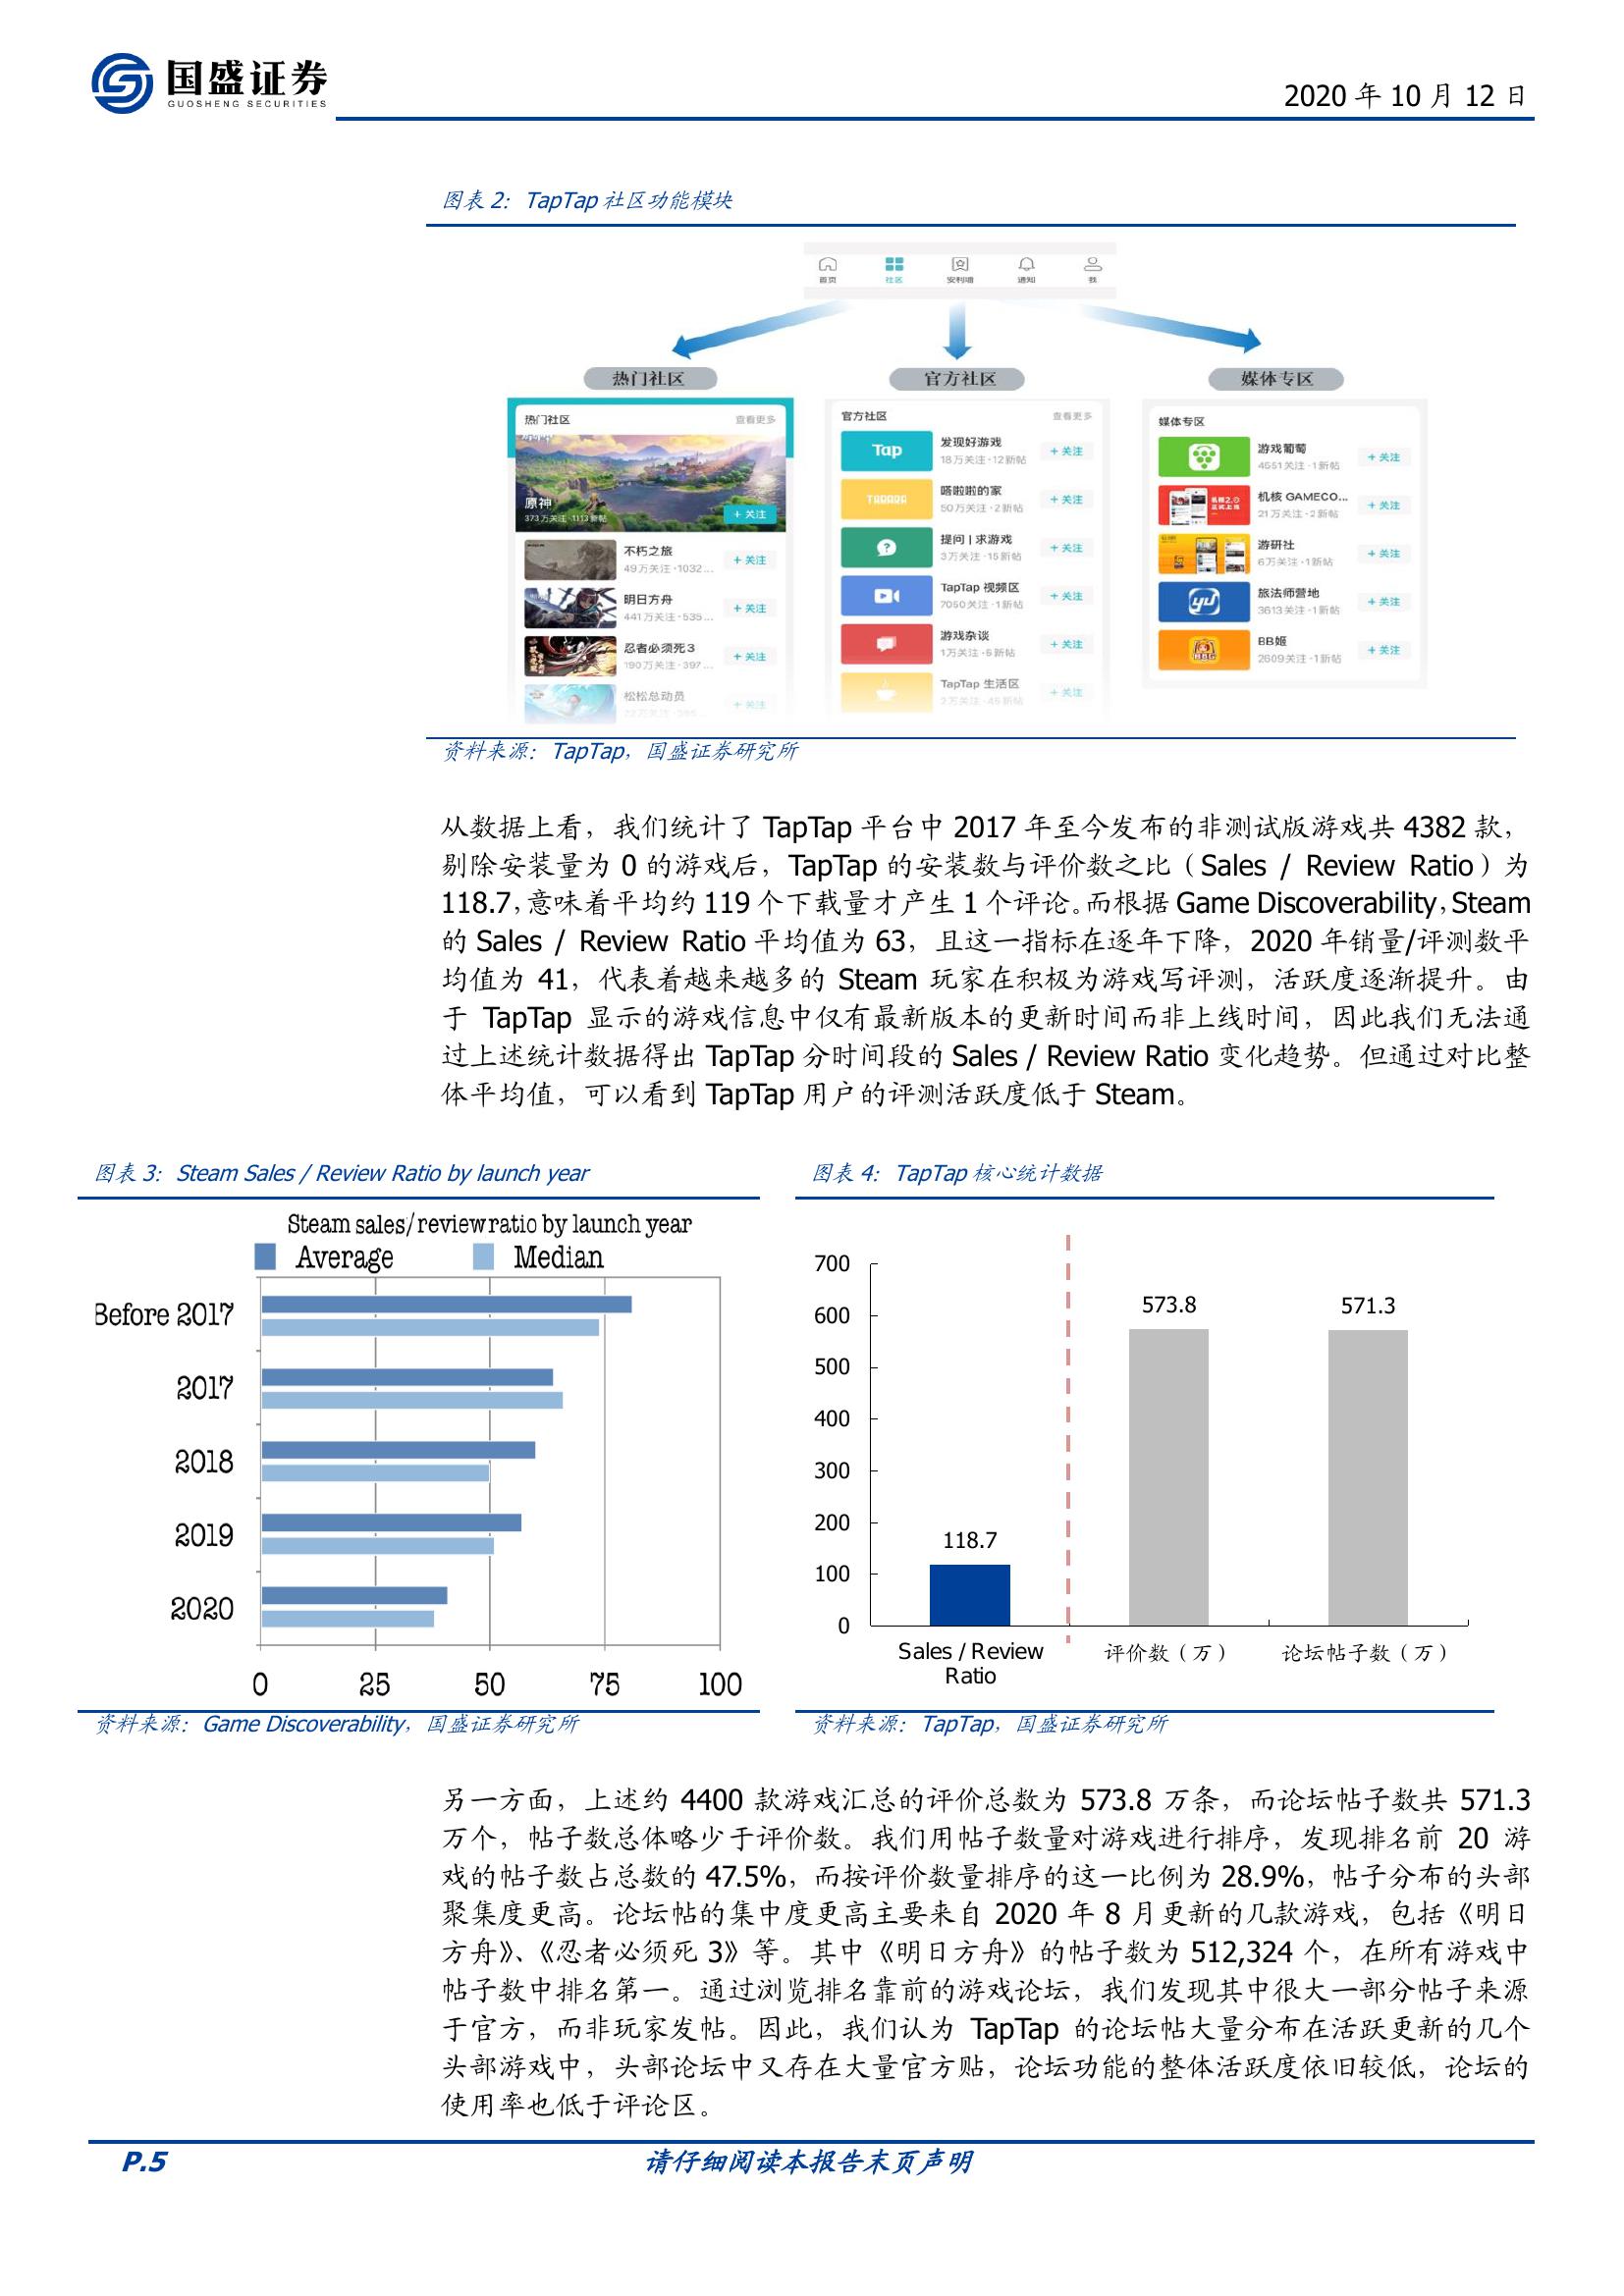 国盛证券
GUOSHENG SECURITIES
2020 年 10 月 12 日
图表 2：TapTap 社区功能模块
首页 社区 安利墙 通知 我
热门社区 官方社区 媒体专区
热门社区 查看更多
原神
373万关注·1113新帖
+ 关注
不朽之旅
49万关注·1032...
+ 关注
明日方舟
441万关注·535...
+ 关注
忍者必须死3
190万关注·397...
+ 关注
松松总动员
+ 关注
官方社区 查看更多
Tap
发现好游戏
18万关注·12新帖
+ 关注
嗒啦啦的家
50万关注·2新帖
+ 关注
提问 | 求游戏
3万关注·15新帖
+ 关注
TapTap 视频区
7050关注·1新帖
+ 关注
游戏杂谈
1万关注·5新帖
+ 关注
TapTap 生活区
2万关注·45新帖
+ 关注
媒体专区
游戏葡萄
4651关注·1新帖
+ 关注
机核 GAMECO...
21万关注·2新帖
+ 关注
游研社
6万关注·1新帖
+ 关注
旅法师营地
3613关注·1新帖
+ 关注
BB姬
2609关注·1新帖
+ 关注
资料来源：TapTap，国盛证券研究所
从数据上看，我们统计了 TapTap 平台中 2017 年至今发布的非测试版游戏共 4382 款，
剔除安装量为 0 的游戏后，TapTap 的安装数与评价数之比（Sales / Review Ratio）为
118.7，意味着平均约 119 个下载量才产生 1 个评论。而根据 Game Discoverability，Steam
的 Sales / Review Ratio 平均值为 63，且这一指标在逐年下降，2020 年销量/评测数平
均值为 41，代表着越来越多的 Steam 玩家在积极为游戏写评测，活跃度逐渐提升。由
于 TapTap 显示的游戏信息中仅有最新版本的更新时间而非上线时间，因此我们无法通
过上述统计数据得出 TapTap 分时间段的 Sales / Review Ratio 变化趋势。但通过对比整
体平均值，可以看到 TapTap 用户的评测活跃度低于 Steam。
图表 3：Steam Sales / Review Ratio by launch year
Steam sales/reviewratio by launch year
Average Median
Before 2017
2017
2018
2019
2020
0 25 50 75 100
资料来源：Game Discoverability，国盛证券研究所
图表 4：TapTap 核心统计数据
700
600
500
400
300
200
100
0
118.7
573.8
571.3
Sales / Review
Ratio
评价数（万）
论坛帖子数（万）
资料来源：TapTap，国盛证券研究所
另一方面，上述约 4400 款游戏汇总的评价总数为 573.8 万条，而论坛帖子数共 571.3
万个，帖子数总体略少于评价数。我们用帖子数量对游戏进行排序，发现排名前 20 游
戏的帖子数占总数的 47.5%，而按评价数量排序的这一比例为 28.9%，帖子分布的头部
聚集度更高。论坛帖的集中度更高主要来自 2020 年 8 月更新的几款游戏，包括《明日
方舟》、《忍者必须死 3》等。其中《明日方舟》的帖子数为 512,324 个，在所有游戏中
帖子数中排名第一。通过浏览排名靠前的游戏论坛，我们发现其中很大一部分帖子来源
于官方，而非玩家发帖。因此，我们认为 TapTap 的论坛帖大量分布在活跃更新的几个
头部游戏中，头部论坛中又存在大量官方贴，论坛功能的整体活跃度依旧较低，论坛的
使用率也低于评论区。
P.5
请仔细阅读本报告末页声明